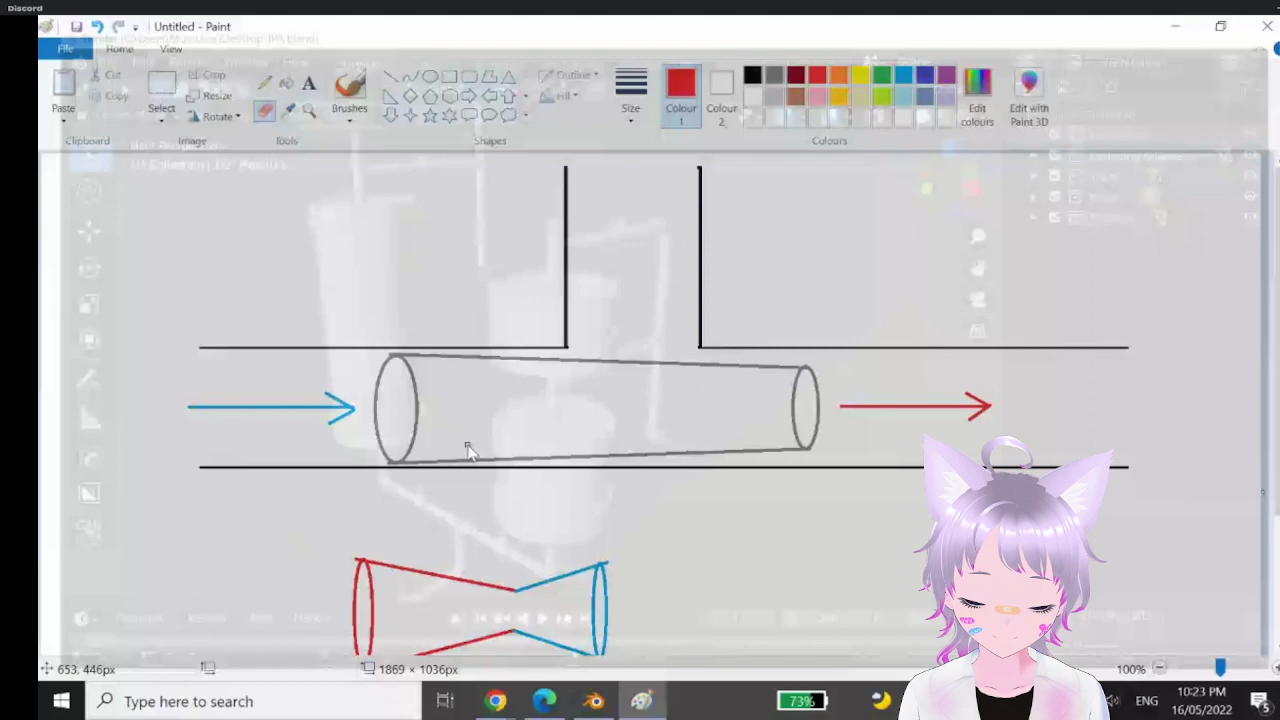 Discord
Untitled - Paint
File Home View
Paste
Cut
Copy
Clipboard
Select
Crop
Resize
Rotate
Image
Tools
Brushes
Outline
Fill
Shapes
Size
Colour 1
Colour 2
Edit colours
Edit with Paint 3D
Colours
653, 446px
1869 × 1036px
100%
Type here to search
73%
ENG
10:23 PM
16/05/2022
5